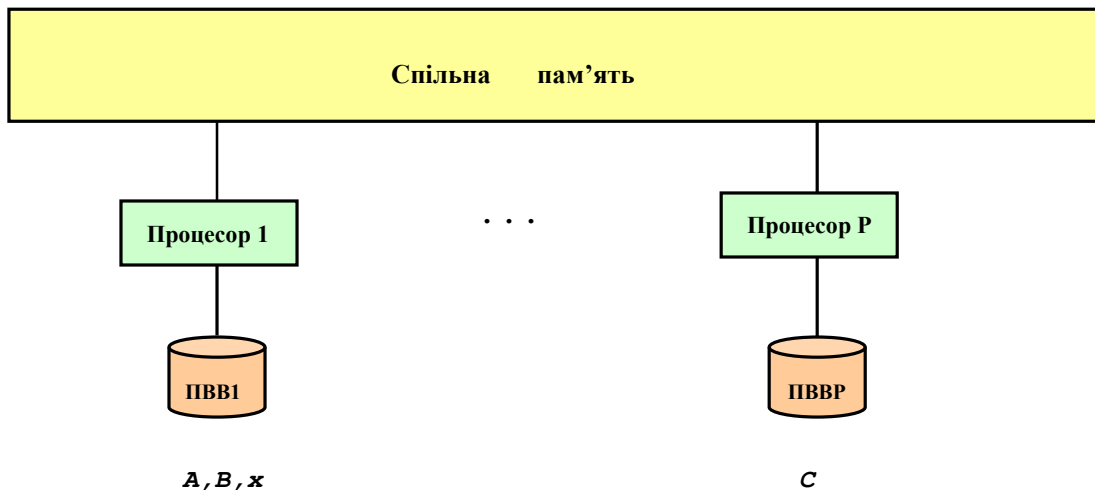 Спільна пам’ять
Процесор 1
. . .
Процесор P
ПВВ1
ПВВР
A,B,x
C